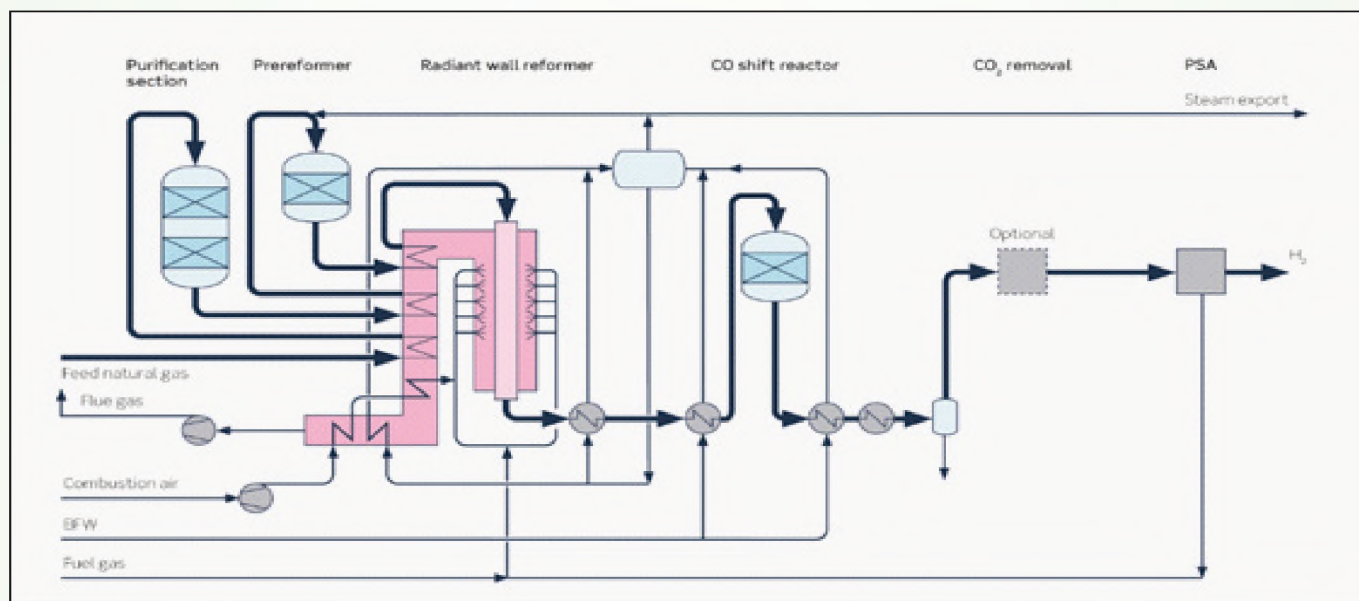 Purification
section
Prereformer
Radiant wall reformer
CO shift reactor
CO₂ removal
PSA
Steam export
Optional
H₂
Feed natural gas
Flue gas
Combustion air
BFW
Fuel gas